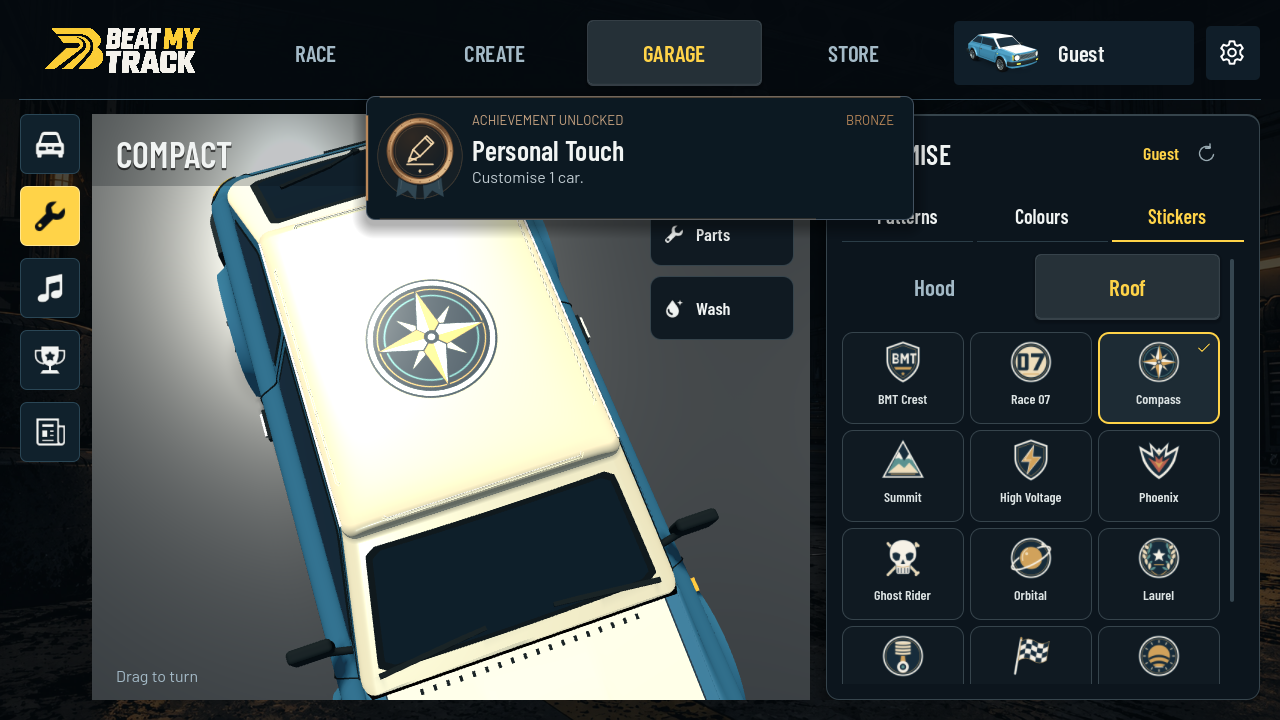 BEAT MY
TRACK
RACE
CREATE
GARAGE
STORE
Guest
ACHIEVEMENT UNLOCKED
BRONZE
Personal Touch
Customise 1 car.
COMPACT
MISE
Guest
Patterns
Colours
Stickers
Parts
Wash
Hood
Roof
BMT
BMT Crest
07
Race 07
Compass
Summit
High Voltage
Phoenix
Ghost Rider
Orbital
Laurel
Drag to turn